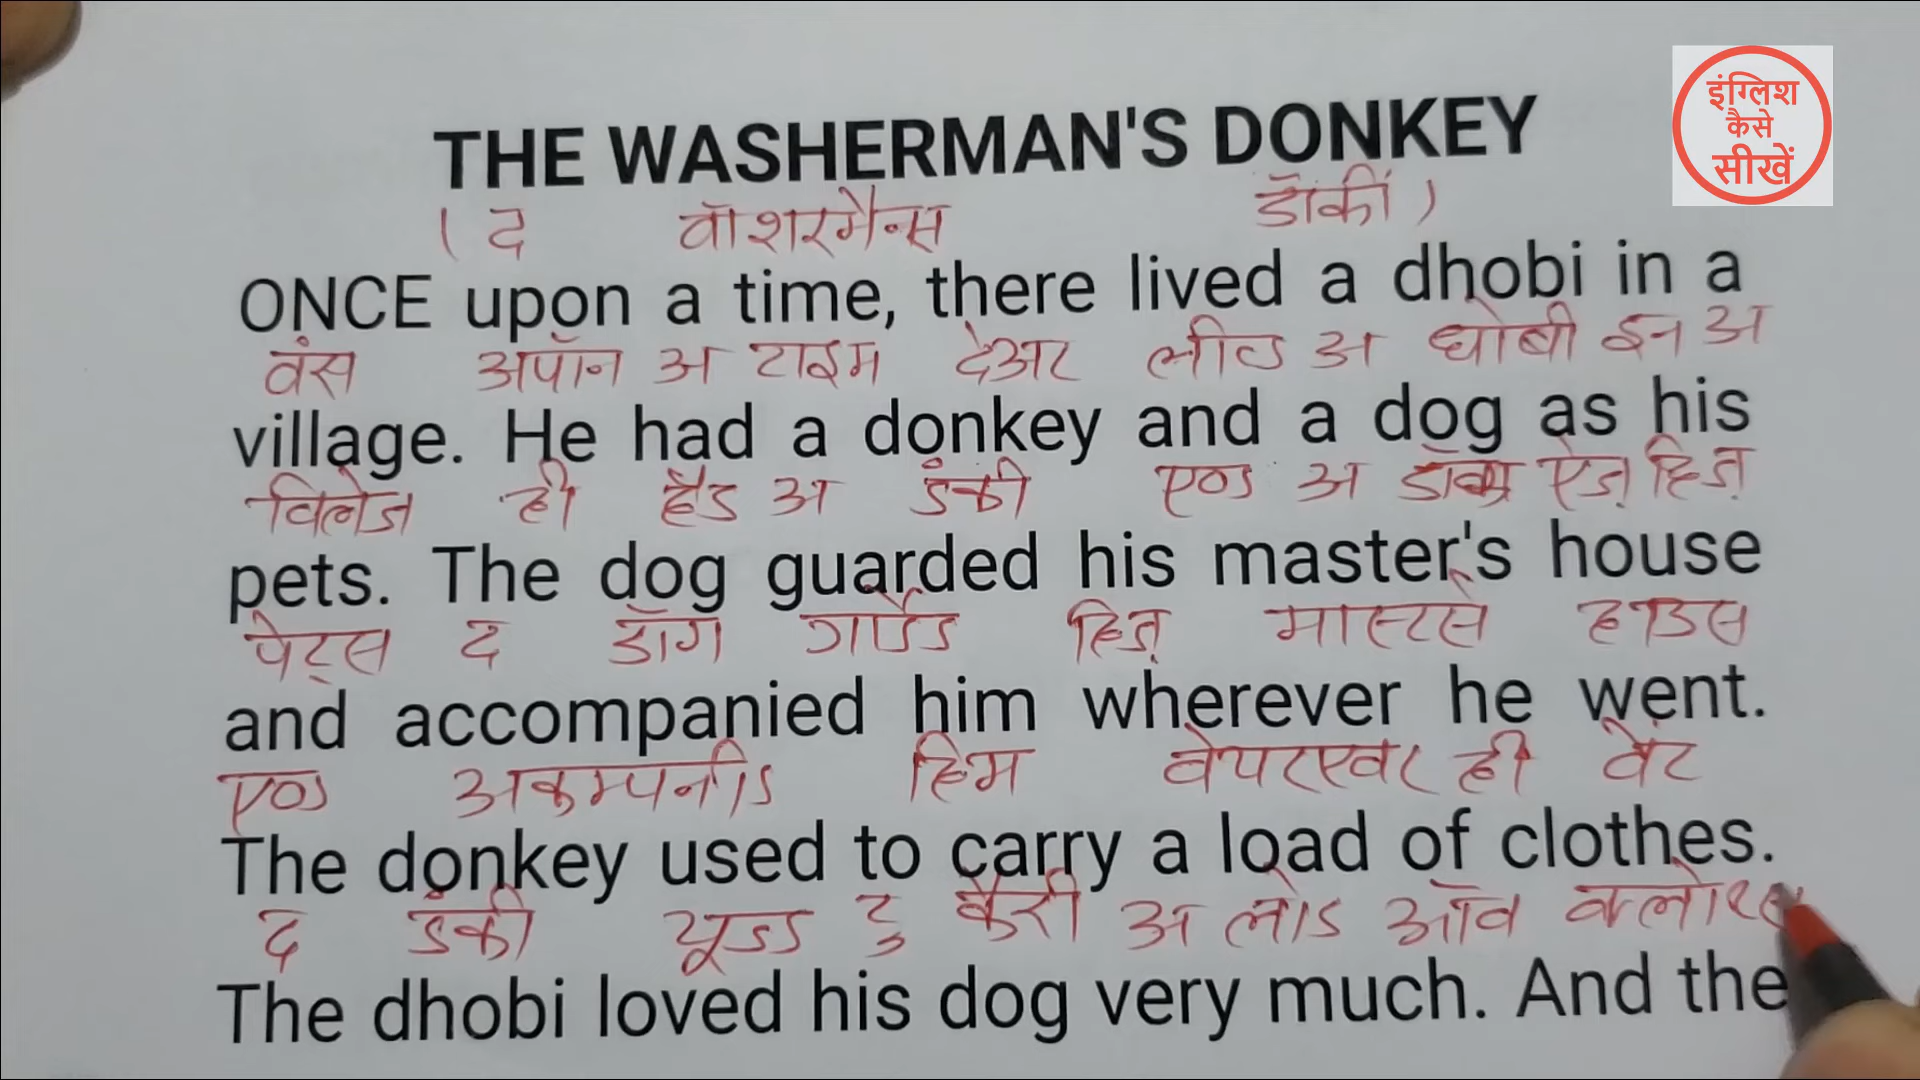 इंग्लिश
कैसे
सीखें
THE WASHERMAN'S DONKEY
( द वॉशरमैन्स डॉकीं )
ONCE upon a time, there lived a dhobi in a
वंस अपॉन अ टाइम देअर लीव्ड अ धोबी इन अ
village. He had a donkey and a dog as his
विलेज ही हैड अ डंकी एण्ड अ डॉग ऐज़ हिज़
pets. The dog guarded his master's house
पेट्स द डॉग गार्डेड हिज़ मास्टर्स हाउस
and accompanied him wherever he went.
एण्ड अकम्पनीड हिम वेयरएवर ही वेंट
The donkey used to carry a load of clothes.
द डंकी यूज्ड टु कैरी अ लोड ऑव
The dhobi loved his dog very much. And the